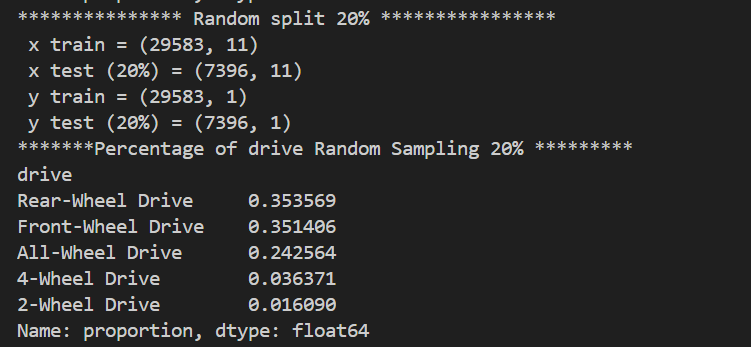 *************** Random split 20% ****************
x train = (29583, 11)
x test (20%) = (7396, 11)
y train = (29583, 1)
y test (20%) = (7396, 1)
*******Percentage of drive Random Sampling 20% *********
drive
Rear-Wheel Drive     0.353569
Front-Wheel Drive    0.351406
All-Wheel Drive      0.242564
4-Wheel Drive        0.036371
2-Wheel Drive        0.016090
Name: proportion, dtype: float64